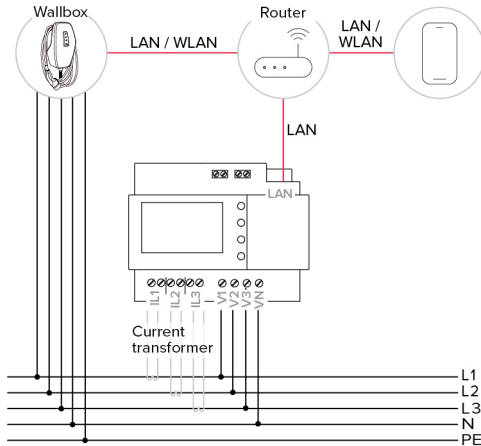 Wallbox
Router
LAN / WLAN
LAN /
WLAN
LAN
LAN
IL1
IL2
IL3
V1
V2
V3
VN
Current
transformer
L1
L2
L3
N
PE